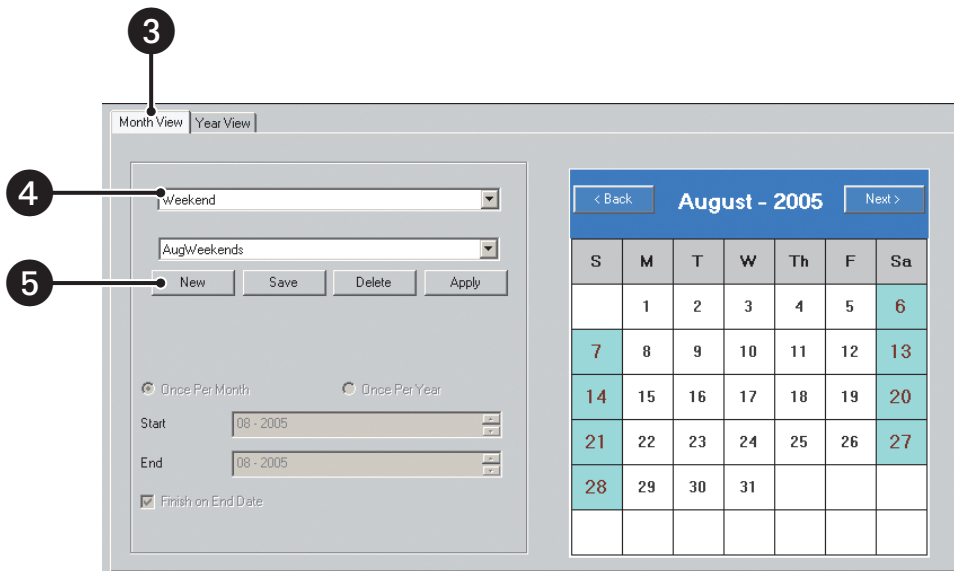 3
Month View Year View
4
Weekend
AugWeekends
5
New Save Delete Apply
Once Per Month Once Per Year
Start 08 - 2005
End 08 - 2005
Finish on End Date
< Back August - 2005 Next >
S M T W Th F Sa
1 2 3 4 5 6
7 8 9 10 11 12 13
14 15 16 17 18 19 20
21 22 23 24 25 26 27
28 29 30 31